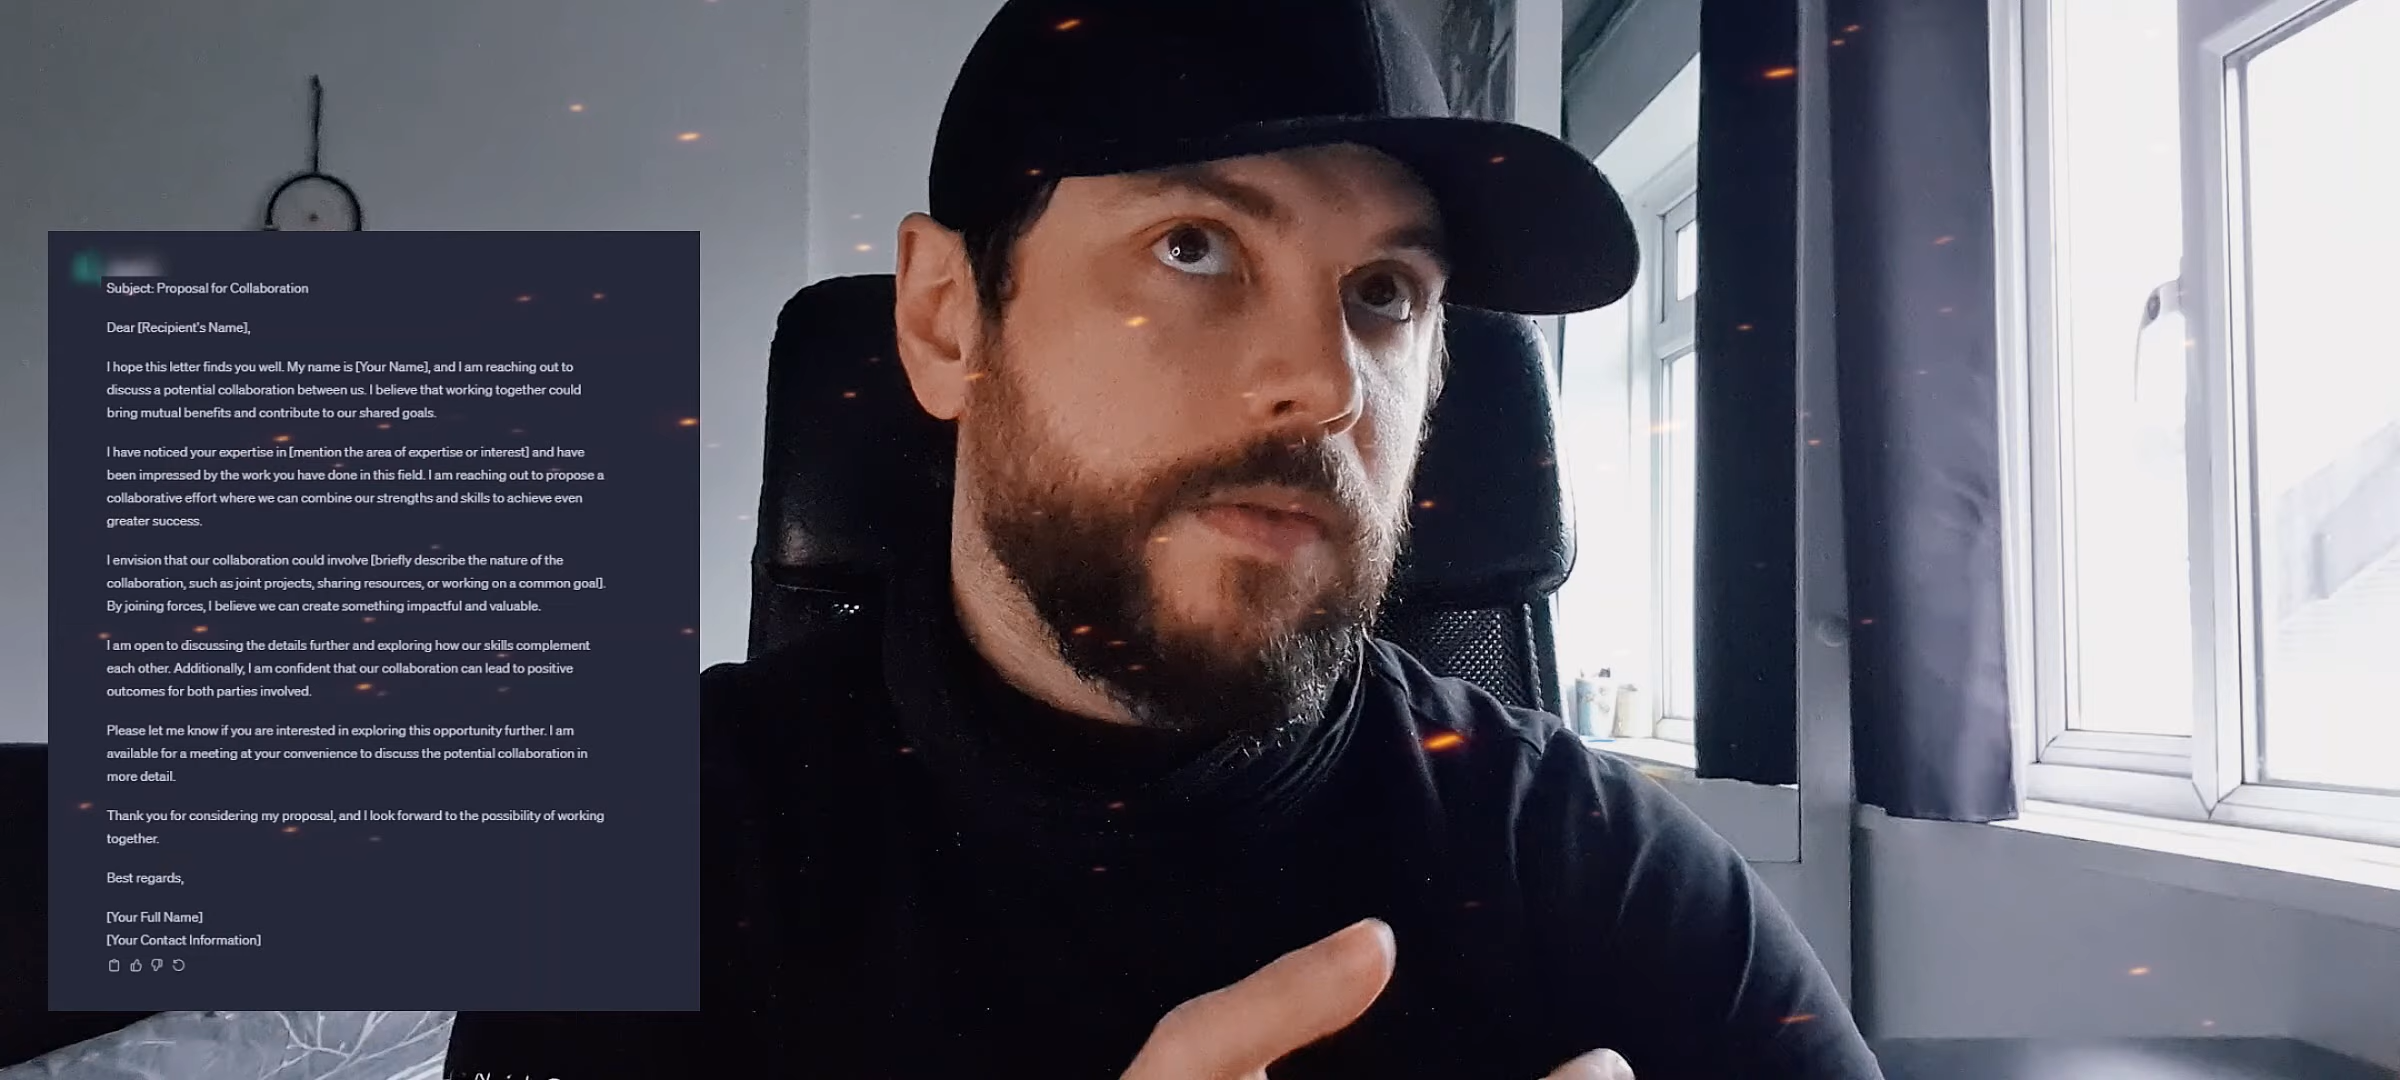 Subject: Proposal for Collaboration
Dear [Recipient's Name],
I hope this letter finds you well. My name is [Your Name], and I am reaching out to
discuss a potential collaboration between us. I believe that working together could
bring mutual benefits and contribute to our shared goals.
I have noticed your expertise in [mention the area of expertise or interest] and have
been impressed by the work you have done in this field. I am reaching out to propose a
collaborative effort where we can combine our strengths and skills to achieve even
greater success.
I envision that our collaboration could involve [briefly describe the nature of the
collaboration, such as joint projects, sharing resources, or working on a common goal].
By joining forces, I believe we can create something impactful and valuable.
I am open to discussing the details further and exploring how our skills complement
each other. Additionally, I am confident that our collaboration can lead to positive
outcomes for both parties involved.
Please let me know if you are interested in exploring this opportunity further. I am
available for a meeting at your convenience to discuss the potential collaboration in
more detail.
Thank you for considering my proposal, and I look forward to the possibility of working
together.
Best regards,
[Your Full Name]
[Your Contact Information]